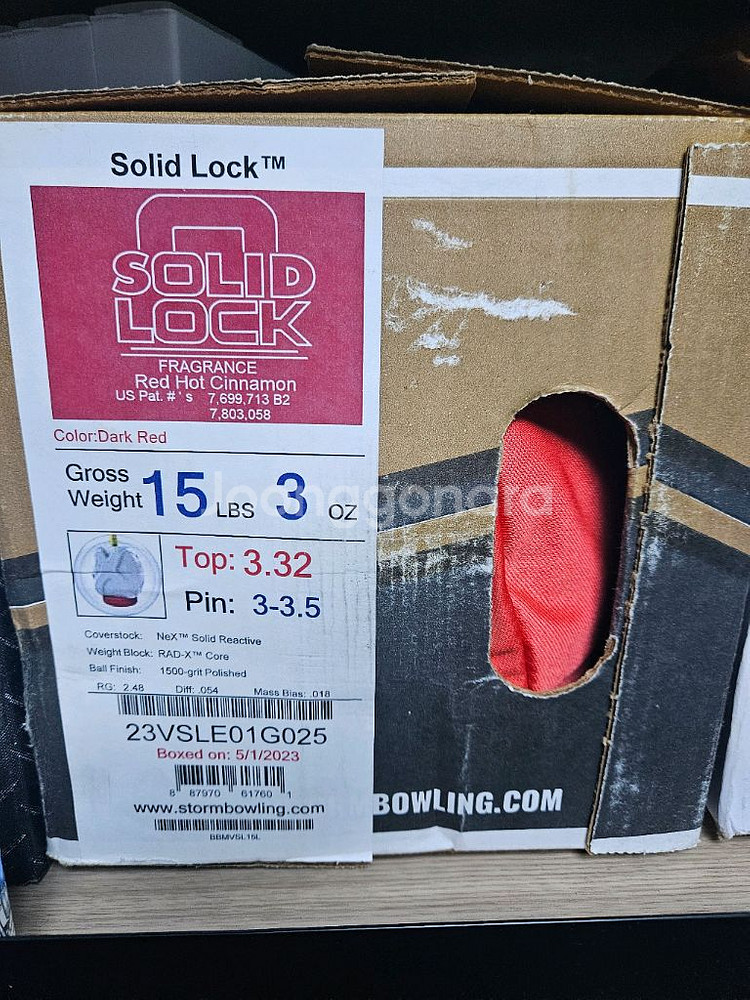 Solid Lock™
SOLID
LOCK
FRAGRANCE
Red Hot Cinnamon
US Pat. #'s 7,699,713 B2
7,803,058
Color:Dark Red
Gross
Weight 15 LBS 3 OZ
Top: 3.32
Pin: 3-3.5
Coverstock: NeX™ Solid Reactive
Weight Block: RAD-X™ Core
Ball Finish: 1500-grit Polished
RG: 2.48 Diff: .054 Mass Bias: .018
23VSLE01G025
Boxed on: 5/1/2023
8 87970 61760 1
www.stormbowling.com
BBMVSL15L
BOWLING.COM
Joonggonara